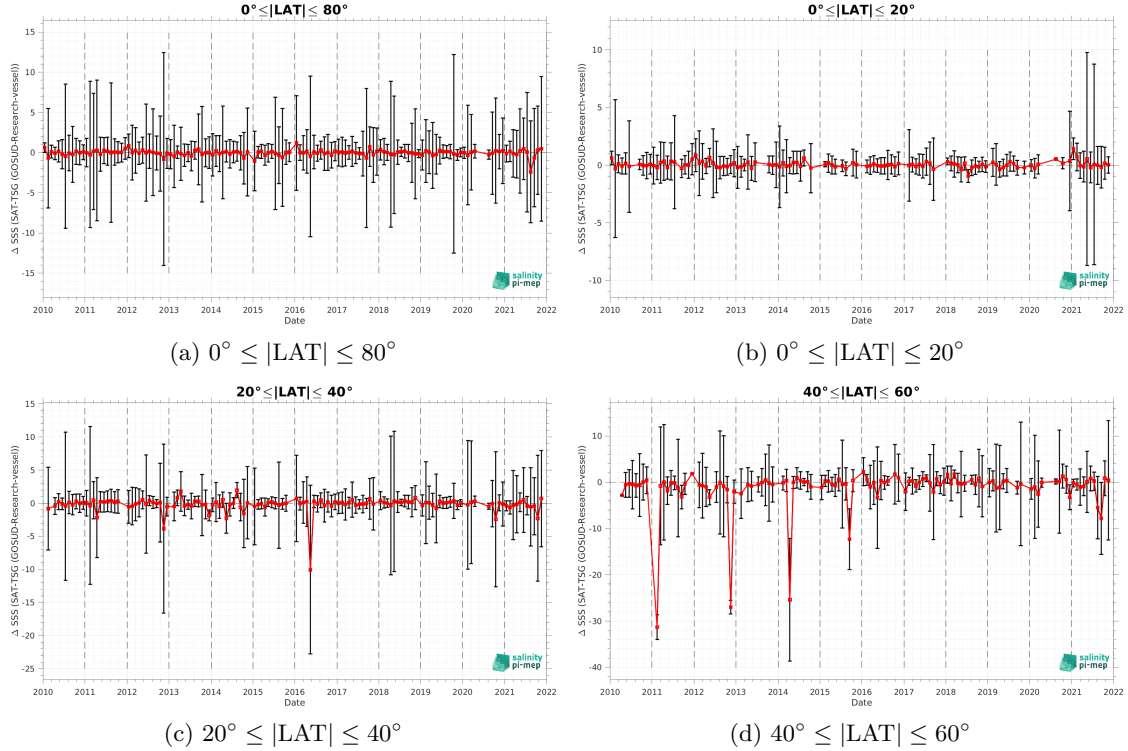 0°≤|LAT|≤ 80°
Δ SSS (SAT-TSG (GOSUD-Research-vessel))
15
10
5
0
-5
-10
-15
2010 2011 2012 2013 2014 2015 2016 2017 2018 2019 2020 2021 2022
Date
salinity
pi-mep
(a) 0° ≤ |LAT| ≤ 80°
0°≤|LAT|≤ 20°
Δ SSS (SAT-TSG (GOSUD-Research-vessel))
10
5
0
-5
-10
2010 2011 2012 2013 2014 2015 2016 2017 2018 2019 2020 2021 2022
Date
salinity
pi-mep
(b) 0° ≤ |LAT| ≤ 20°
20°≤|LAT|≤ 40°
Δ SSS (SAT-TSG (GOSUD-Research-vessel))
15
10
5
0
-5
-10
-15
-20
-25
2010 2011 2012 2013 2014 2015 2016 2017 2018 2019 2020 2021 2022
Date
salinity
pi-mep
(c) 20° ≤ |LAT| ≤ 40°
40°≤|LAT|≤ 60°
Δ SSS (SAT-TSG (GOSUD-Research-vessel))
10
0
-10
-20
-30
-40
2010 2011 2012 2013 2014 2015 2016 2017 2018 2019 2020 2021 2022
Date
salinity
pi-mep
(d) 40° ≤ |LAT| ≤ 60°